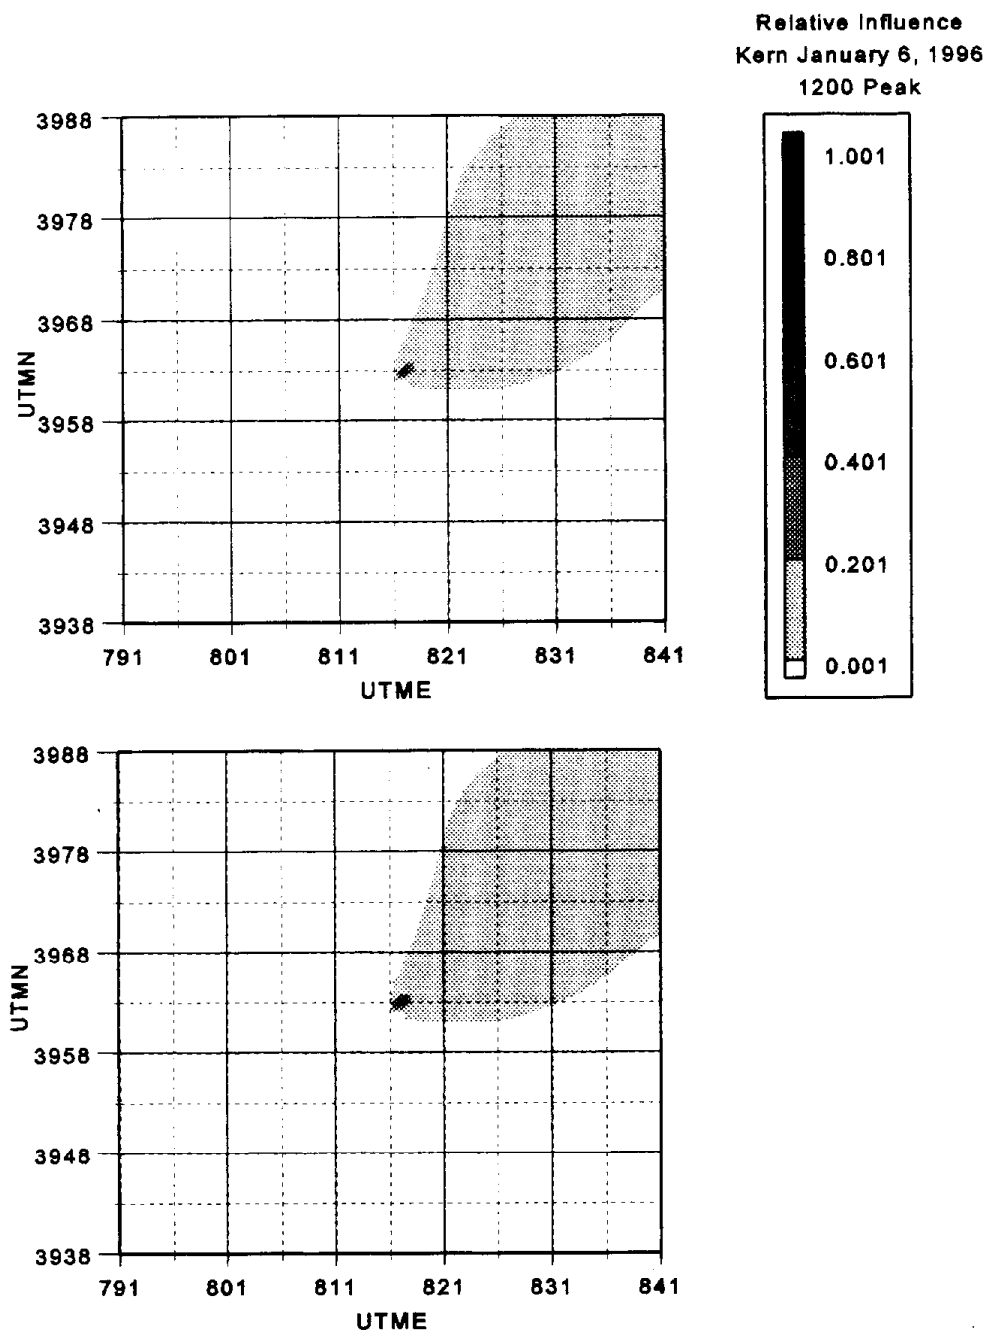 Relative Influence
Kern January 6, 1996
1200 Peak
3988
3978
3968
3958
3948
3938
UTMN
791 801 811 821 831 841
UTME
1.001
0.801
0.601
0.401
0.201
0.001
3988
3978
3968
3958
3948
3938
UTMN
791 801 811 821 831 841
UTME